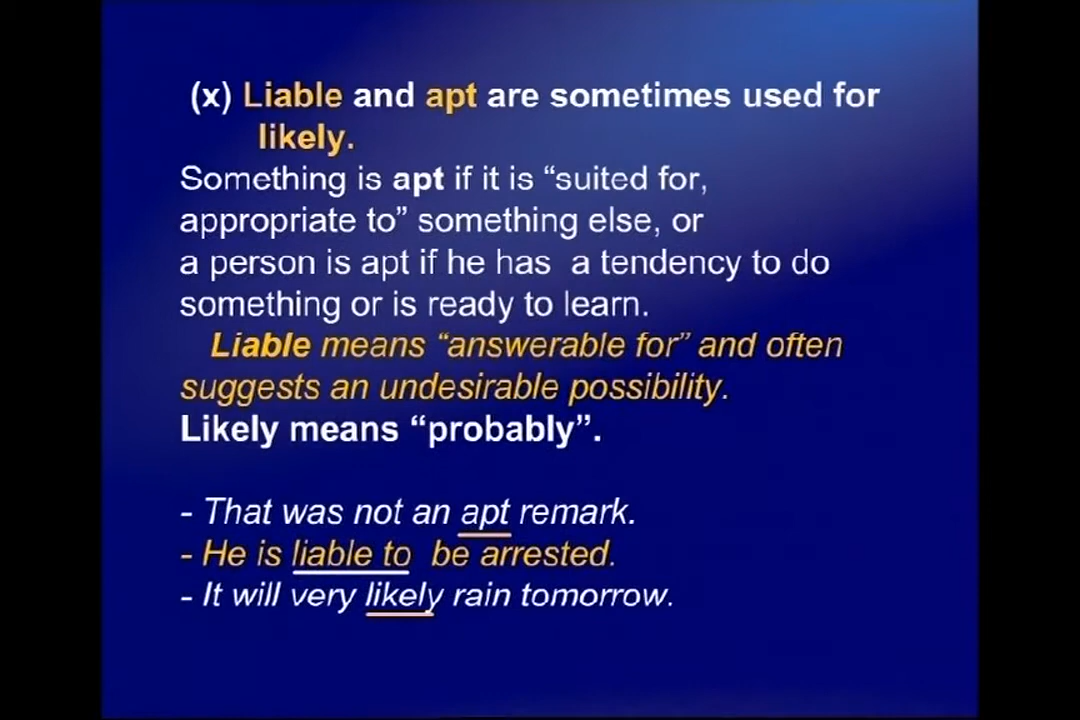 (x) Liable and apt are sometimes used for
likely.
Something is apt if it is “suited for,
appropriate to” something else, or
a person is apt if he has a tendency to do
something or is ready to learn.
Liable means “answerable for” and often
suggests an undesirable possibility.
Likely means “probably”.
- That was not an apt remark.
- He is liable to be arrested.
- It will very likely rain tomorrow.